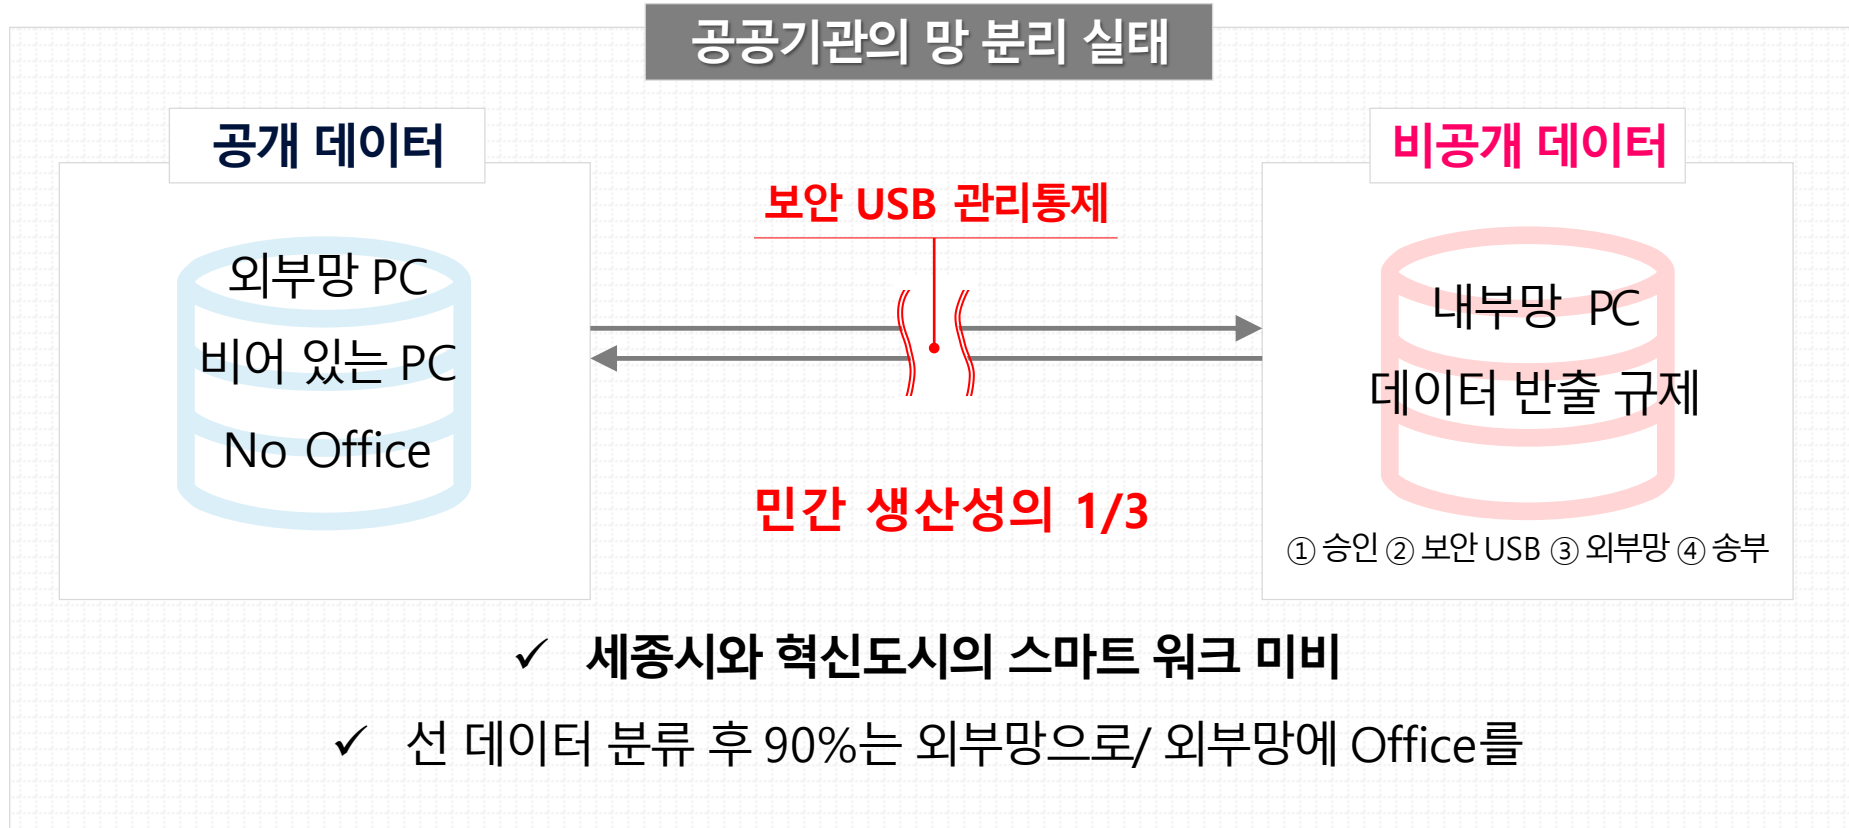 공공기관의 망 분리 실태
공개 데이터
외부망 PC
비어 있는 PC
No Office
보안 USB 관리통제
민간 생산성의 1/3
비공개 데이터
내부망 PC
데이터 반출 규제
① 승인 ② 보안 USB ③ 외부망 ④ 송부
✓ 세종시와 혁신도시의 스마트 워크 미비
✓ 선 데이터 분류 후 90%는 외부망으로/ 외부망에 Office를